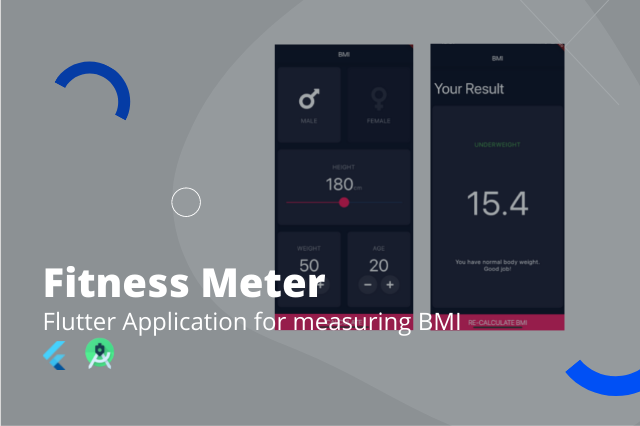 BMI
MALE
FEMALE
HEIGHT
180cm
WEIGHT
50
AGE
20
BMI
Your Result
UNDERWEIGHT
15.4
You have normal body weight.
Good job!
RE-CALCULATE BMI
Fitness Meter
Flutter Application for measuring BMI